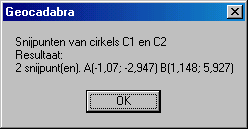 Geocadabra
Snijpunten van cirkels C1 en C2
Resultaat:
2 snijpunt(en). A(-1,07; -2,947) B(1,148; 5,927)
OK